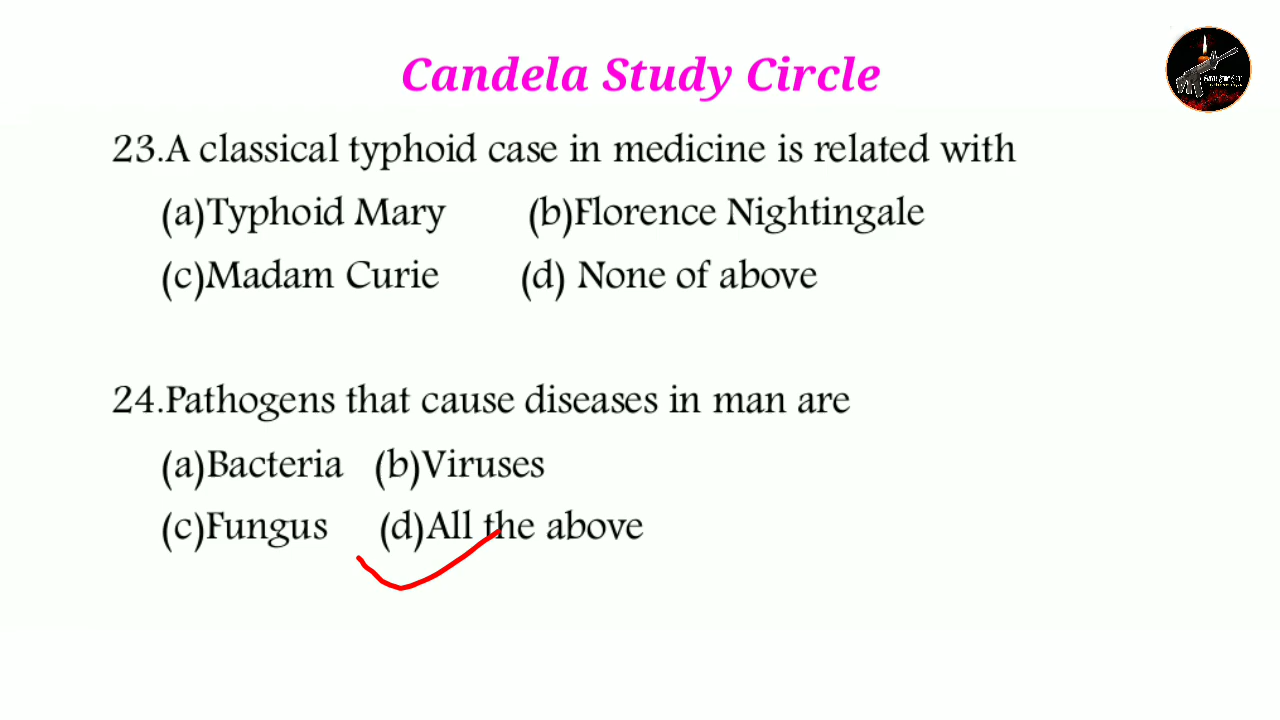 Candela Study Circle
23.A classical typhoid case in medicine is related with
(a)Typhoid Mary (b)Florence Nightingale
(c)Madam Curie (d) None of above
24.Pathogens that cause diseases in man are
(a)Bacteria (b)Viruses
(c)Fungus (d)All the above